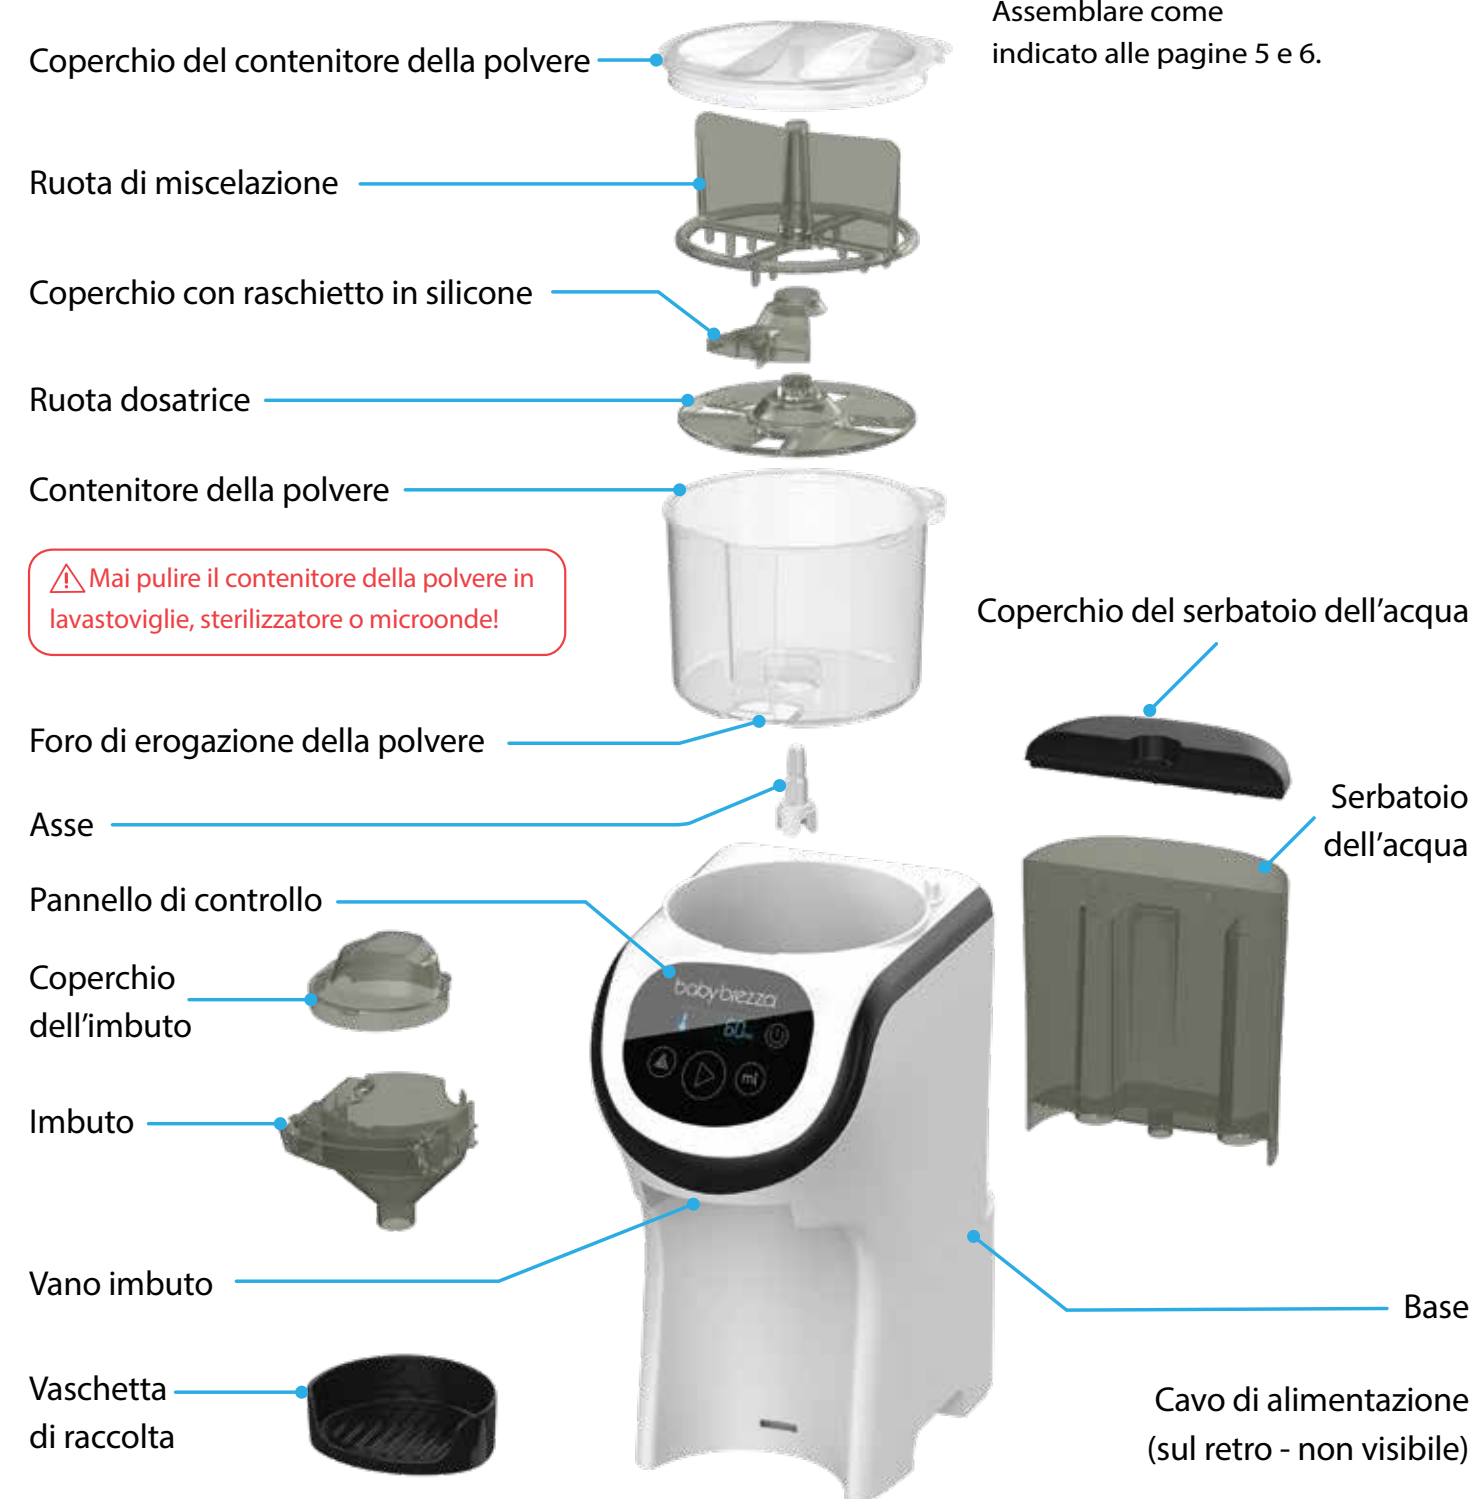 Assemblare come
indicato alle pagine 5 e 6.
Coperchio del contenitore della polvere
Ruota di miscelazione
Coperchio con raschietto in silicone
Ruota dosatrice
Contenitore della polvere
Mai pulire il contenitore della polvere in
lavastoviglie, sterilizzatore o microonde!
Coperchio del serbatoio dell’acqua
Foro di erogazione della polvere
Serbatoio
dell’acqua
Asse
Pannello di controllo
Coperchio
dell’imbuto
baby brezza
60
ml
Imbuto
Vano imbuto
Base
Vaschetta
di raccolta
Cavo di alimentazione
(sul retro - non visibile)